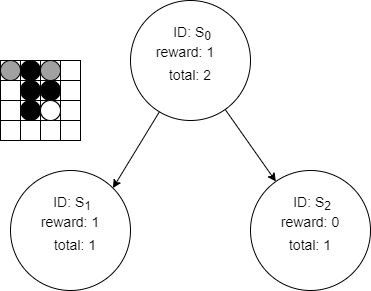 ID: S0
reward: 1
total: 2
ID: S1
reward: 1
total: 1
ID: S2
reward: 0
total: 1